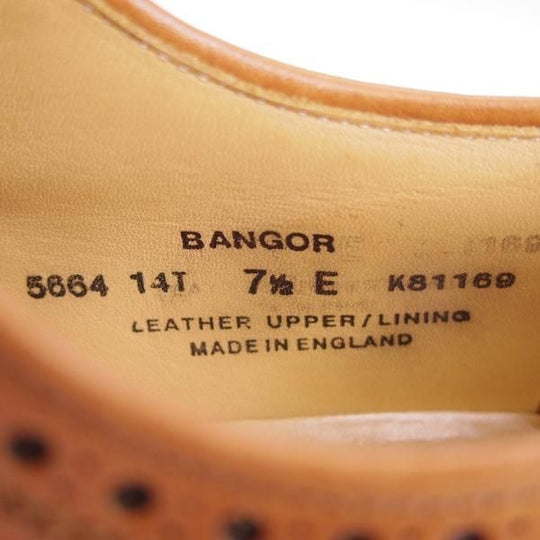 BANGOR
5664 14T 7½ E K81169
LEATHER UPPER/LINING
MADE IN ENGLAND